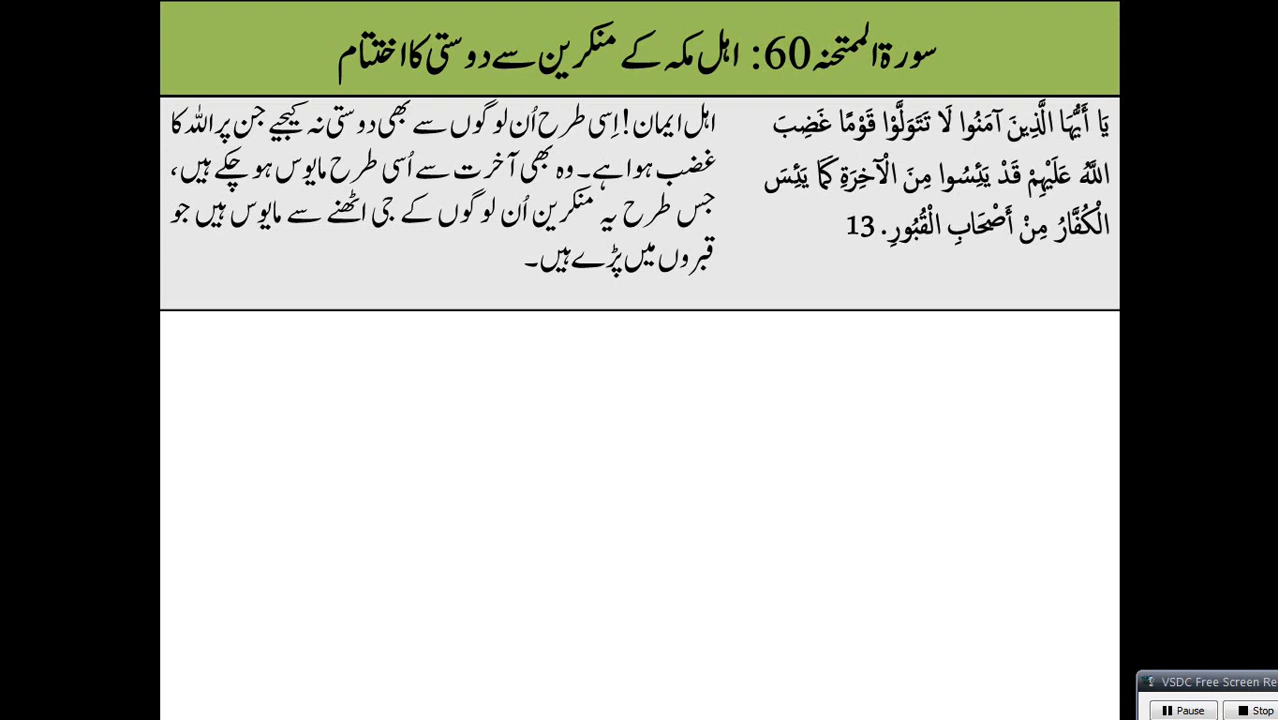 سورۃ الممتحنہ 60: اہل مکہ کے منکرین سے دوستی کا اختتام
يَا أَيُّهَا الَّذِينَ آمَنُوا لَا تَتَوَلَّوْا قَوْمًا غَضِبَ
اللَّهُ عَلَيْهِمْ قَدْ يَئِسُوا مِنَ الْآخِرَةِ كَمَا يَئِسَ
الْكُفَّارُ مِنْ أَصْحَابِ الْقُبُورِ. 13
اہل ایمان! اِسی طرح اُن لوگوں سے بھی دوستی نہ کیجیے جن پر اللہ کا
غضب ہوا ہے۔ وہ بھی آخرت سے اُسی طرح مایوس ہو چکے ہیں،
جس طرح یہ منکرین اُن لوگوں کے جی اٹھنے سے مایوس ہیں جو
قبروں میں پڑے ہیں۔
VSDC Free Screen Re
Pause
Stop